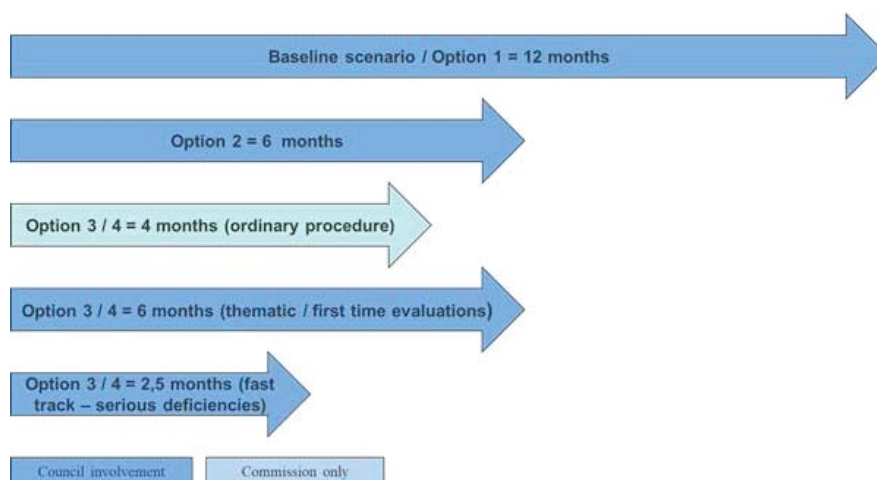 Baseline scenario / Option 1 = 12 months
Option 2 = 6 months
Option 3 / 4 = 4 months (ordinary procedure)
Option 3 / 4 = 6 months (thematic / first time evaluations)
Option 3 / 4 = 2,5 months (fast
track – serious deficiencies)
Council involvement
Commission only